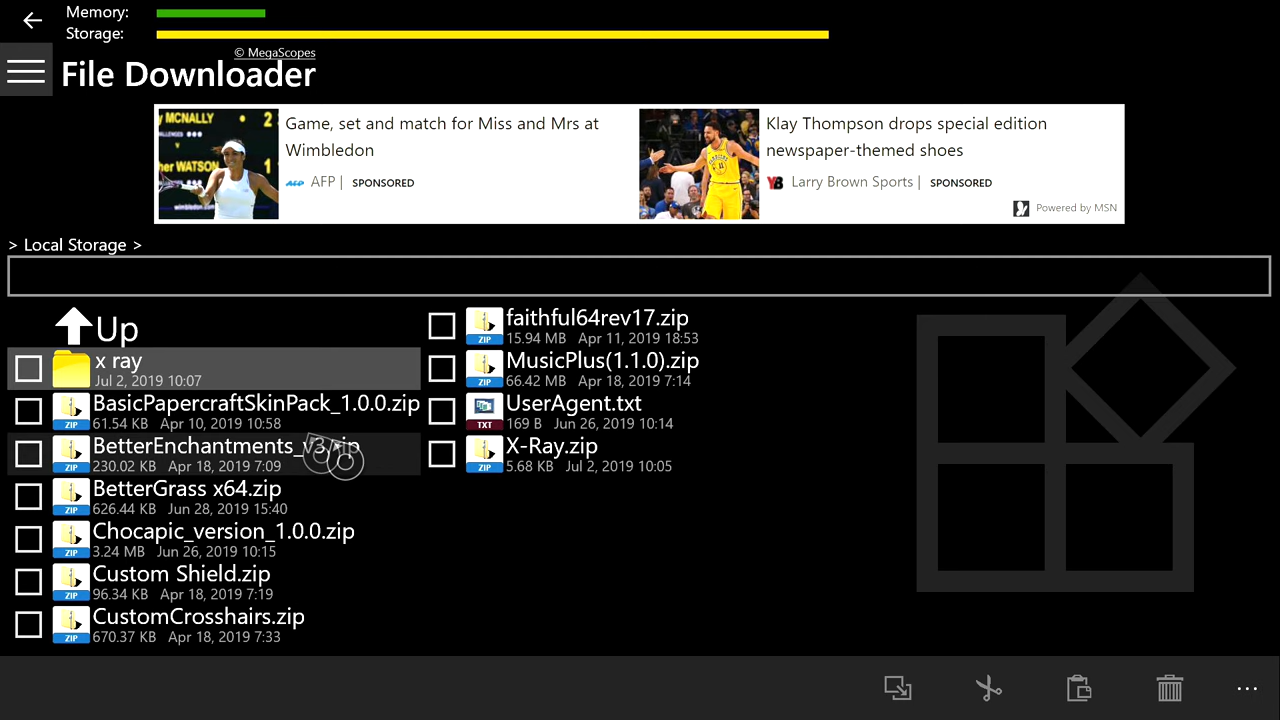 Memory:
Storage:
© MegaScopes
File Downloader
Game, set and match for Miss and Mrs at
Wimbledon
AFP | SPONSORED
Klay Thompson drops special edition
newspaper-themed shoes
YB Larry Brown Sports | SPONSORED
Powered by MSN
> Local Storage >
Up
x ray
Jul 2, 2019 10:07
BasicPapercraftSkinPack_1.0.0.zip
61.54 KB Apr 10, 2019 10:58
BetterEnchantments_v3.zip
230.02 KB Apr 18, 2019 7:09
BetterGrass x64.zip
626.44 KB Jun 28, 2019 15:40
Chocapic_version_1.0.0.zip
3.24 MB Jun 26, 2019 10:15
Custom Shield.zip
96.34 KB Apr 18, 2019 7:19
CustomCrosshairs.zip
670.37 KB Apr 18, 2019 7:33
faithful64rev17.zip
15.94 MB Apr 11, 2019 18:53
MusicPlus(1.1.0).zip
66.42 MB Apr 18, 2019 7:14
UserAgent.txt
169 B Jun 26, 2019 10:14
X-Ray.zip
5.68 KB Jul 2, 2019 10:05